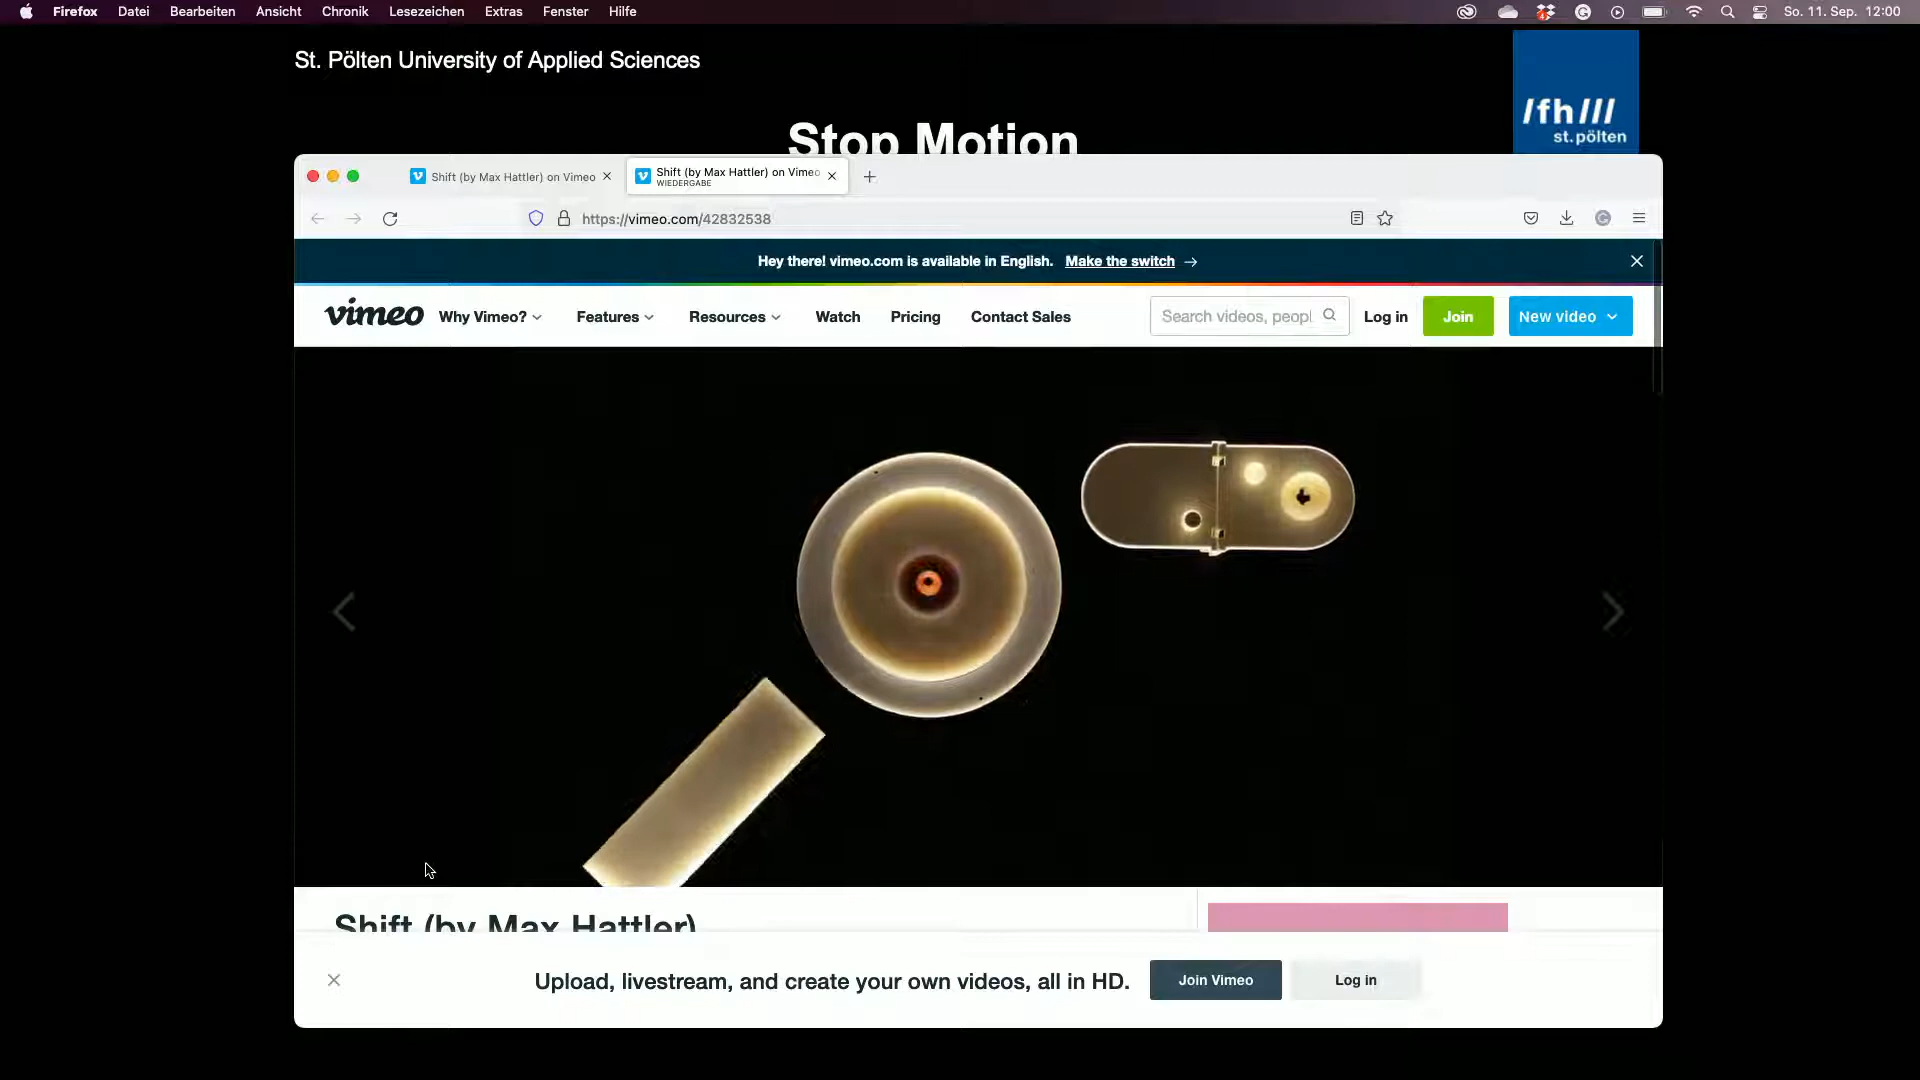 Firefox Datei Bearbeiten Ansicht Chronik Lesezeichen Extras Fenster Hilfe So. 11. Sep. 12:00
St. Pölten University of Applied Sciences
/fh///
st.pölten
Stop Motion
Shift (by Max Hattler) on Vimeo
Shift (by Max Hattler) on Vimeo
WIEDERGABE
https://vimeo.com/42832538
Hey there! vimeo.com is available in English. Make the switch →
vimeo Why Vimeo? Features Resources Watch Pricing Contact Sales Search videos, peopl Log in Join New video
Shift (by Max Hattler)
Upload, livestream, and create your own videos, all in HD. Join Vimeo Log in